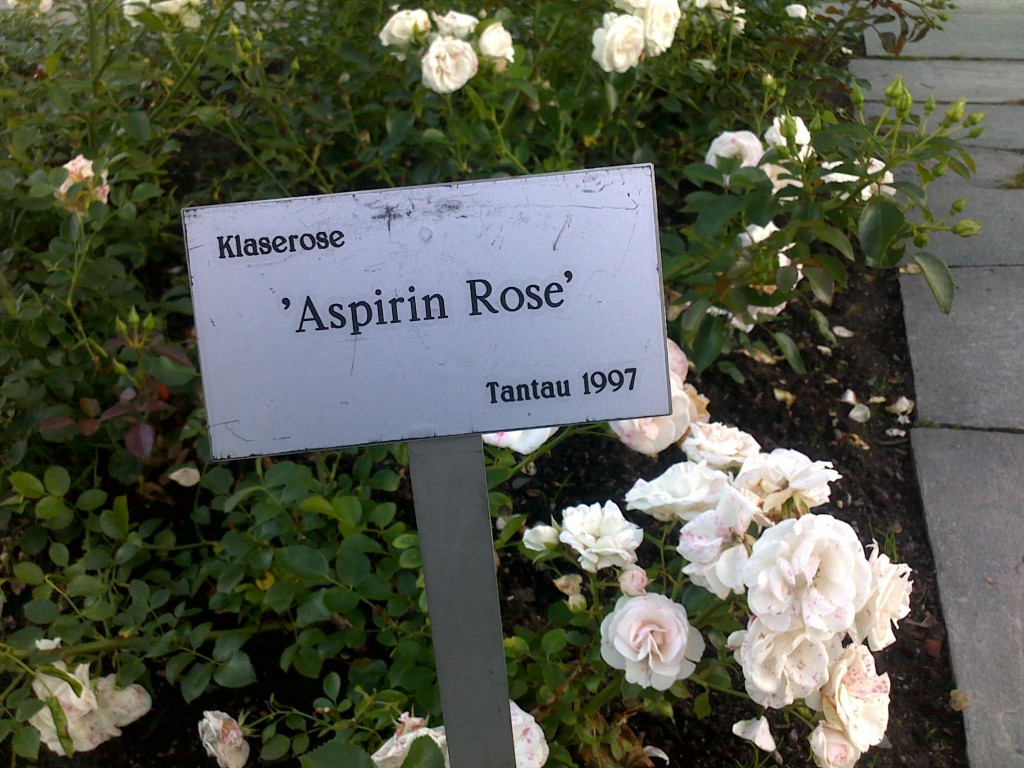 Klaserose
’Aspirin Rose’
Tantau 1997